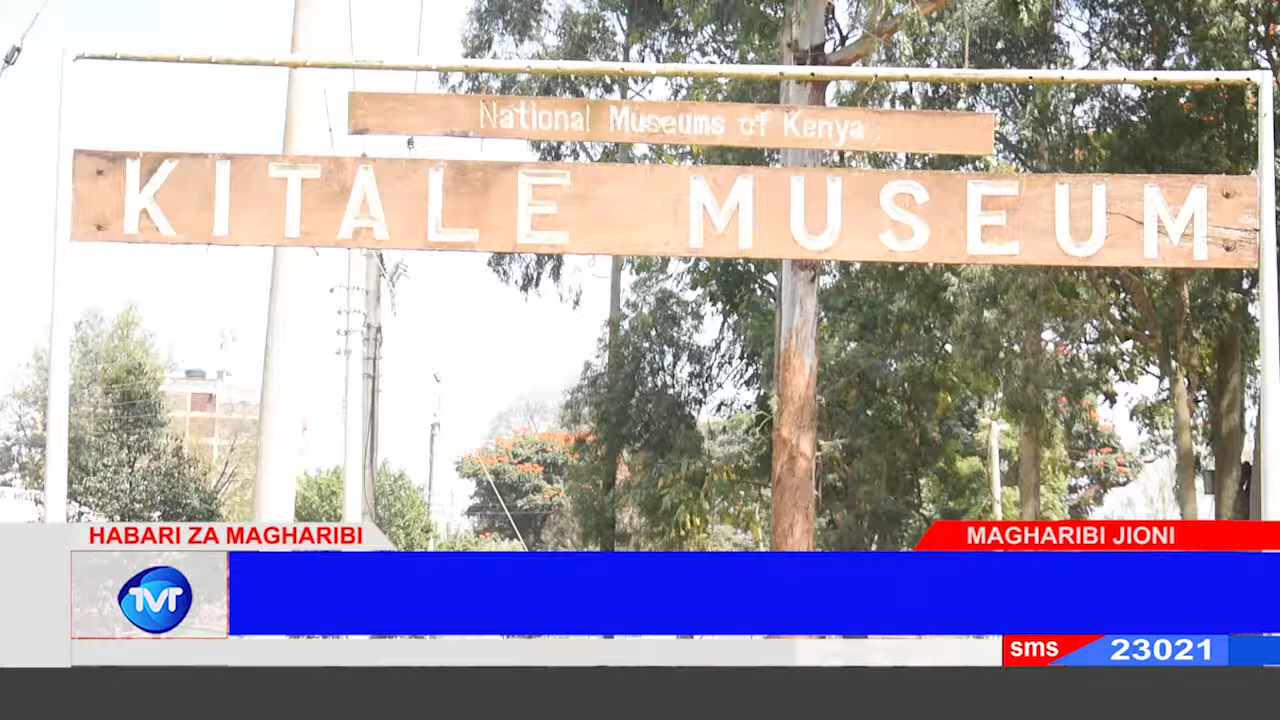 National Museums of Kenya
KITALE MUSEUM
HABARI ZA MAGHARIBI
MAGHARIBI JIONI
TVT
sms 23021